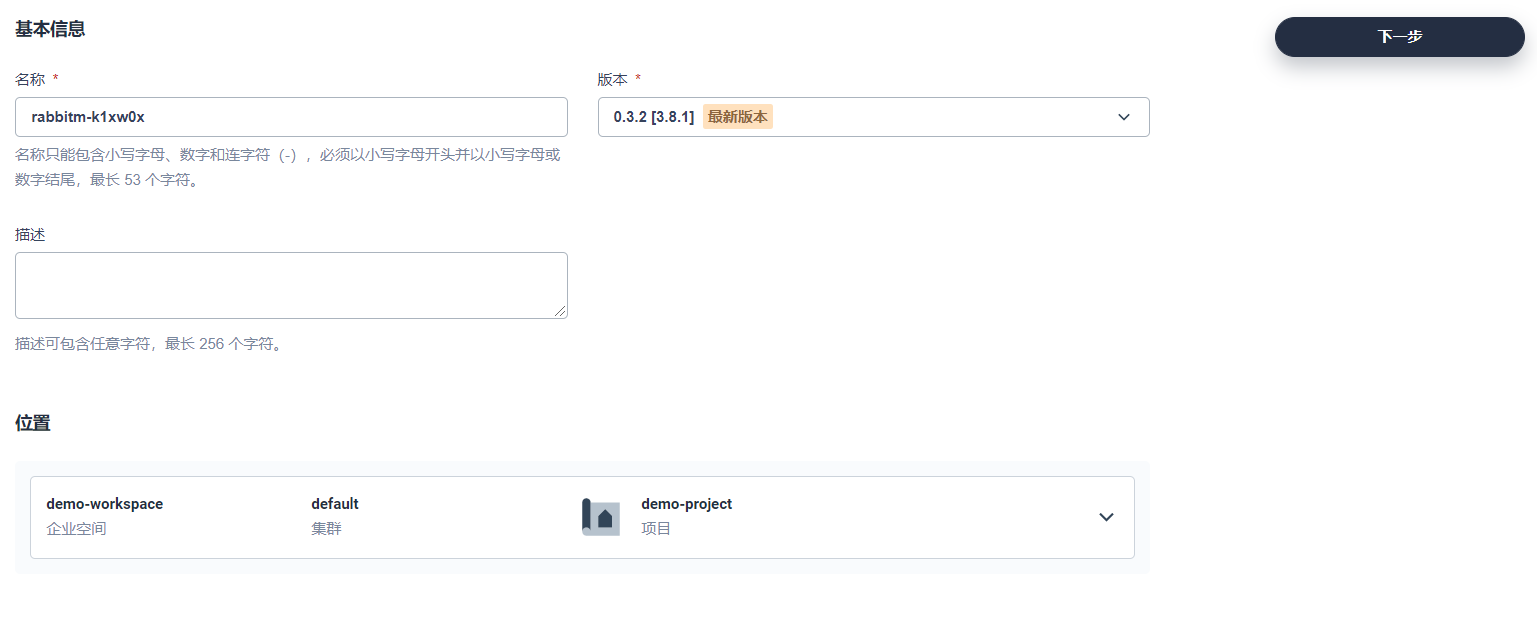 基本信息
下一步
名称 *
版本 *
rabbitm-k1xw0x
0.3.2 [3.8.1] 最新版本
名称只能包含小写字母、数字和连字符（-），必须以小写字母开头并以小写字母或
数字结尾，最长 53 个字符。
描述
描述可包含任意字符，最长 256 个字符。
位置
demo-workspace
企业空间
default
集群
demo-project
项目